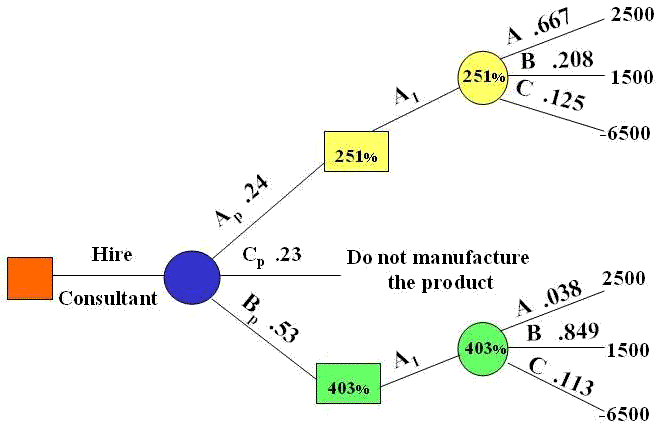 2500
A .667
B .208
1500
C .125
-6500
251%
A1
251%
Ap .24
Hire
Consultant
Cp .23
Do not manufacture
the product
Bp .53
2500
A .038
B .849
1500
C .113
-6500
403%
A1
403%